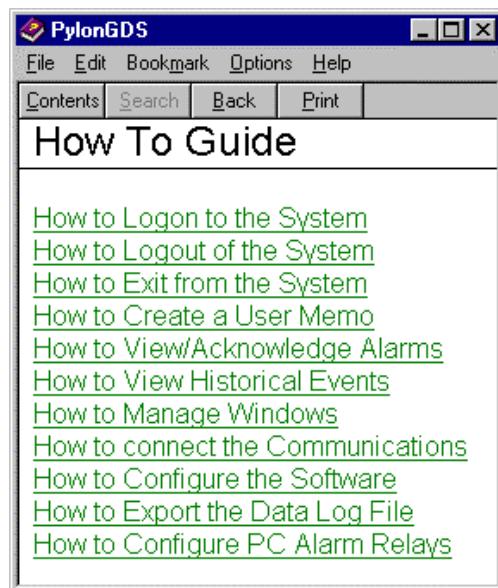 PylonGDS
File Edit Bookmark Options Help
Contents Search Back Print
How To Guide
How to Logon to the System
How to Logout of the System
How to Exit from the System
How to Create a User Memo
How to View/Acknowledge Alarms
How to View Historical Events
How to Manage Windows
How to connect the Communications
How to Configure the Software
How to Export the Data Log File
How to Configure PC Alarm Relays